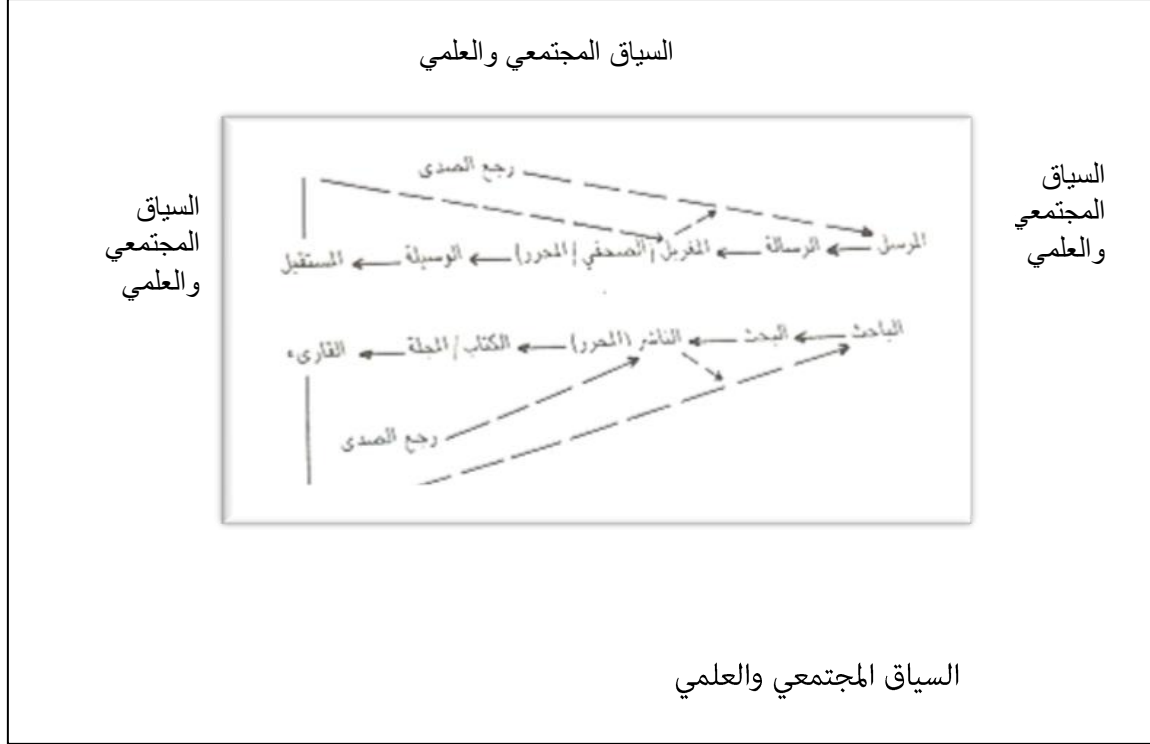 السياق المجتمعي والعلمي
السياق
المجتمعي
والعلمي
رجع الصدى
المرسل الرسالة المغربل/الصحفي/المحرر) الوسيلة المستقبل
الباحث البحث الناشر (المحرر) الكتاب/المجلة القارىء
رجع الصدى
السياق
المجتمعي
والعلمي
السياق المجتمعي والعلمي